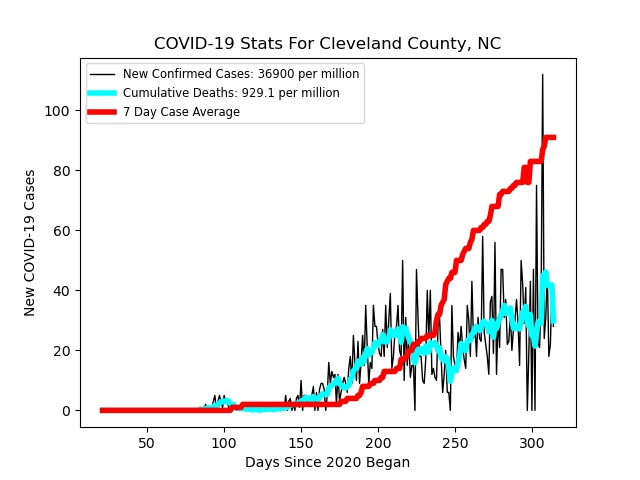 COVID-19 Stats For Cleveland County, NC
New Confirmed Cases: 36900 per million
Cumulative Deaths: 929.1 per million
7 Day Case Average
New COVID-19 Cases
100
80
60
40
20
0
50 100 150 200 250 300
Days Since 2020 Began